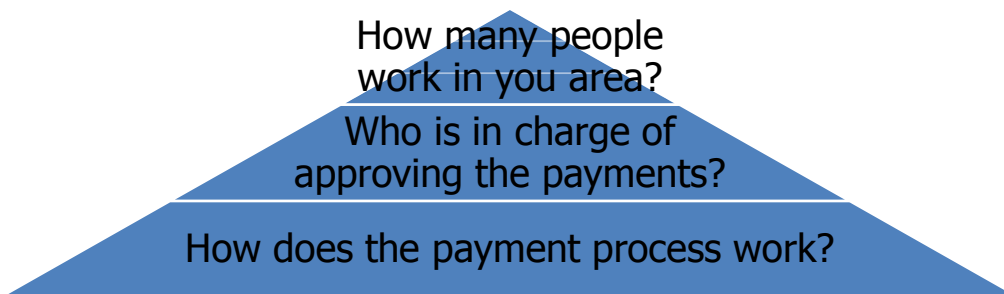 How many people
work in you area?
Who is in charge of
approving the payments?
How does the payment process work?